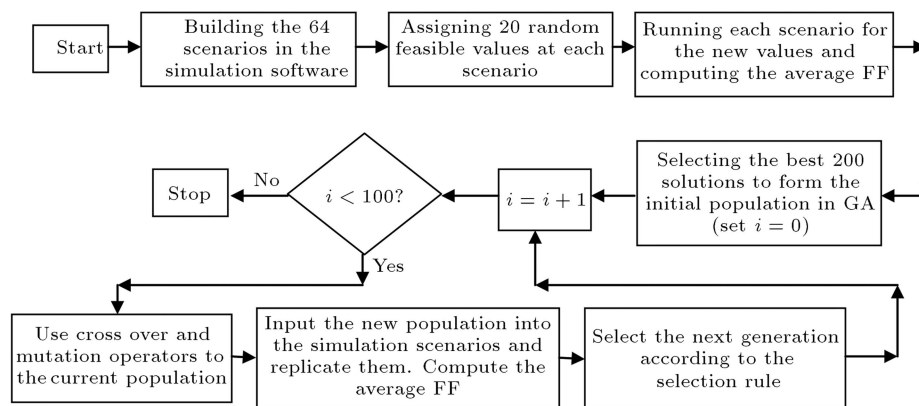 Start
Building the 64
scenarios in the
simulation software
Assigning 20 random
feasible values at each
scenario
Running each scenario for
the new values and
computing the average FF
Selecting the best 200
solutions to form the
initial population in GA
(set i = 0)
i = i + 1
i < 100?
No
Stop
Yes
Use cross over and
mutation operators to
the current population
Input the new population into
the simulation scenarios and
replicate them. Compute the
average FF
Select the next generation
according to the
selection rule